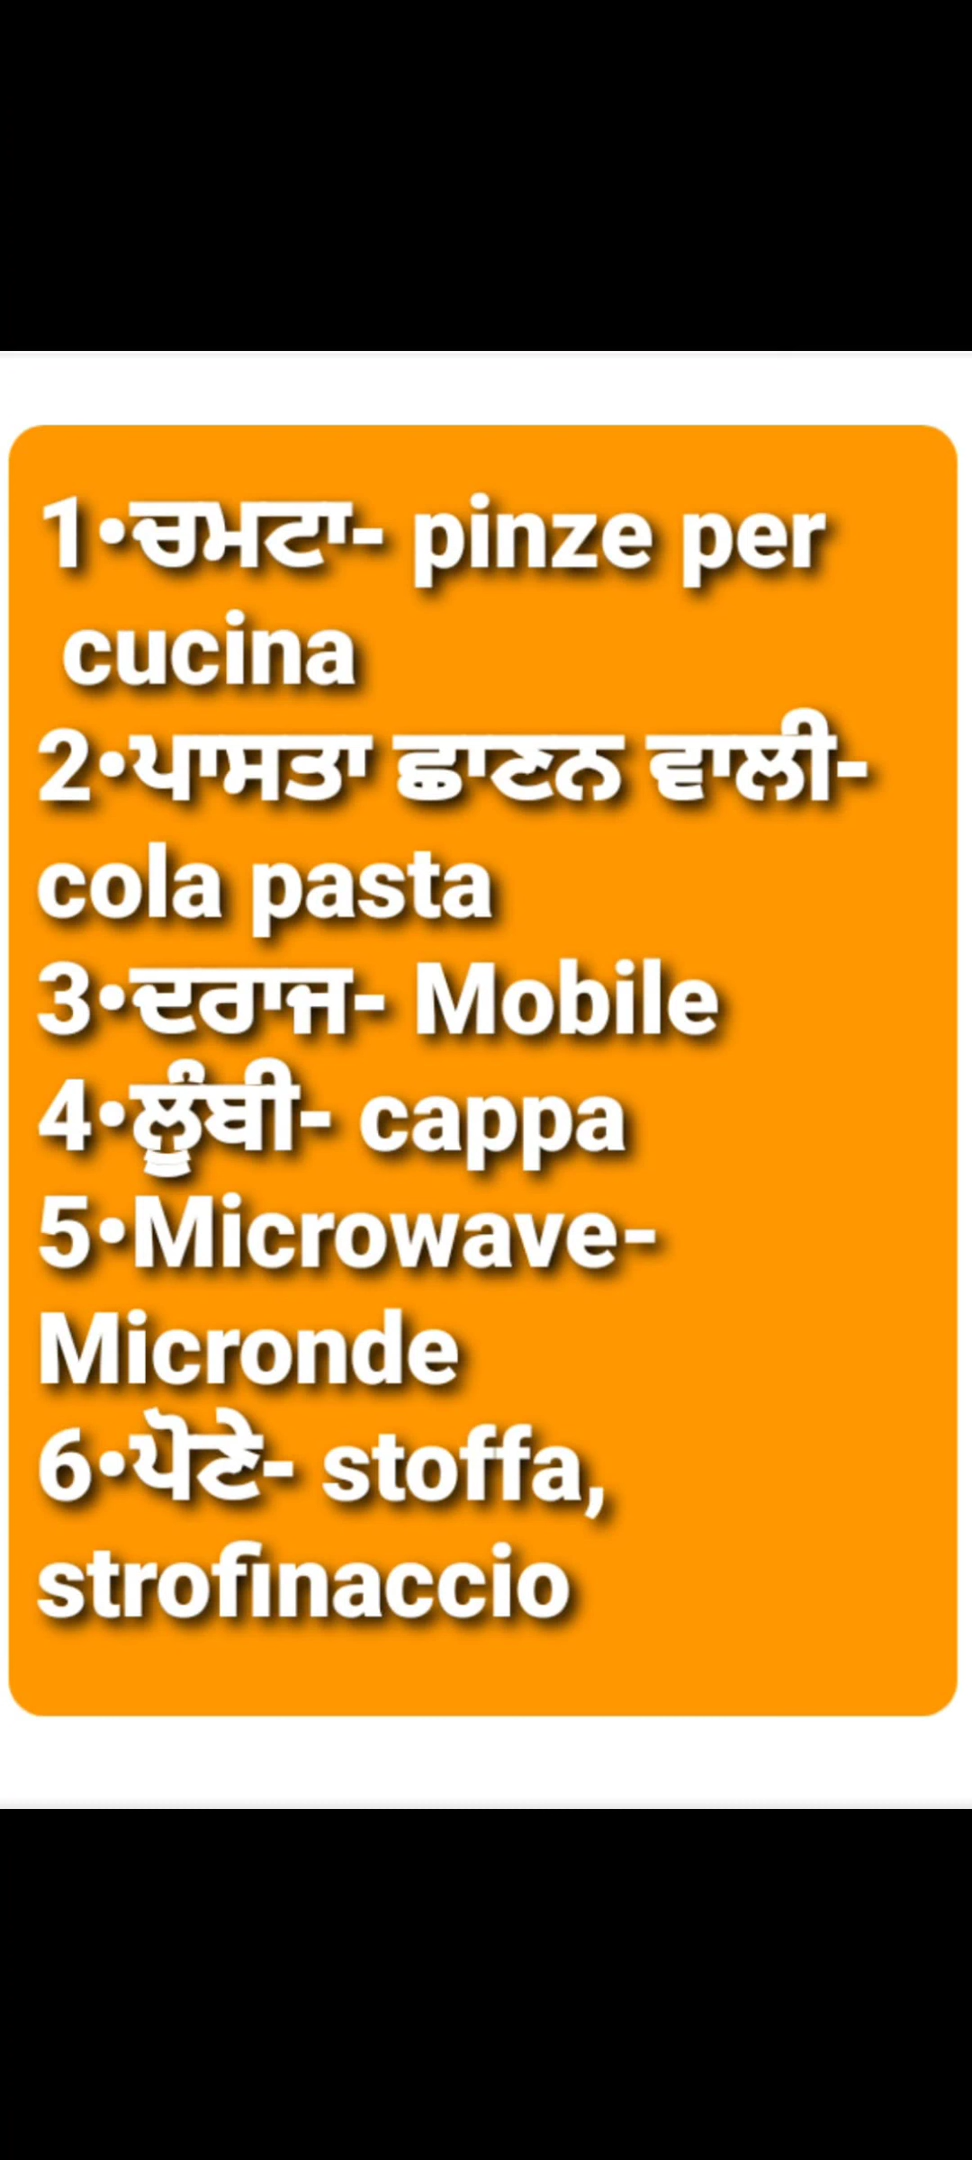 1•ਚਮਟਾ- pinze per
cucina
2•ਪਾਸਤਾ ਛਾਣਨ ਵਾਲੀ-
cola pasta
3•ਦਰਾਜ- Mobile
4•ਲੂੰਬੀ- cappa
5•Microwave-
Micronde
6•ਪੋਣੇ- stoffa,
strofinaccio